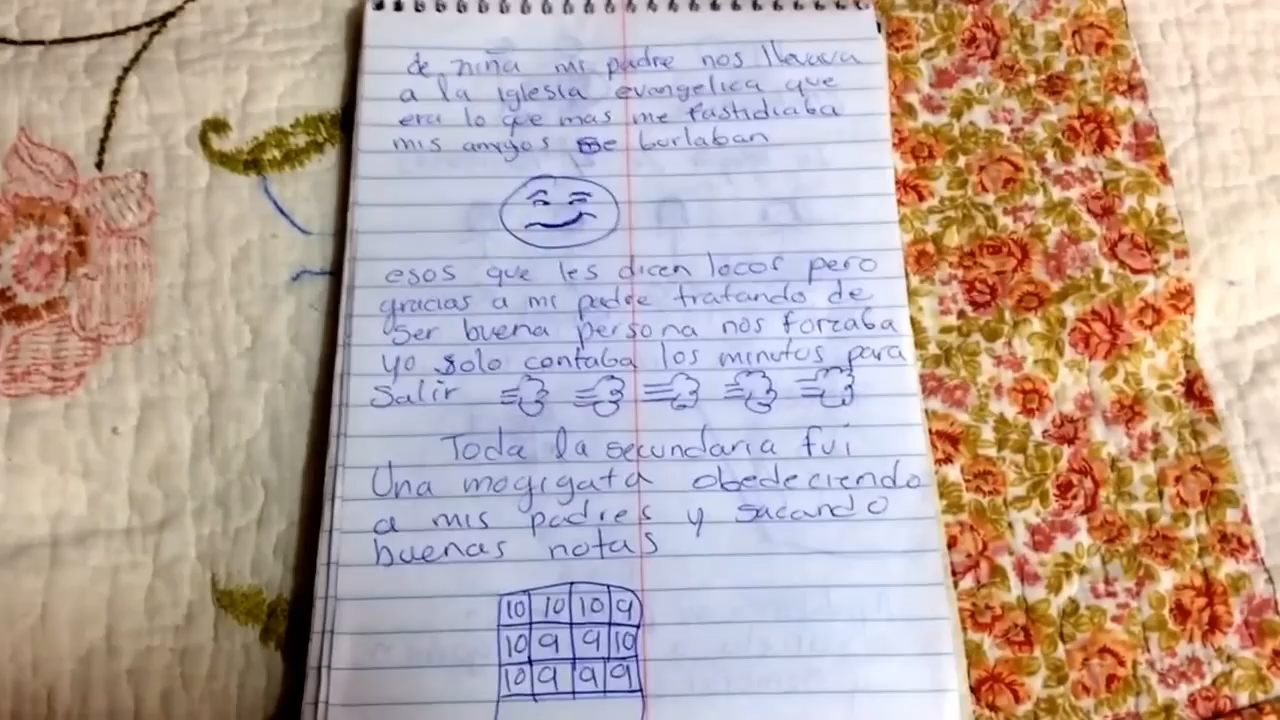 de niña mi padre nos llevava
a la iglesia evangelica que
era lo que mas me fastidiaba
mis amigos se burlaban
esos que les dicen locos pero
gracias a mi padre tratando de
ser buena persona nos forzaba
yo solo contaba los minutos para
Salir
Toda la secundaria fui
Una mogigata obedeciendo
a mis padres y sacando
buenas notas
10 10 10 9
10 9 9 10
10 9 9 9